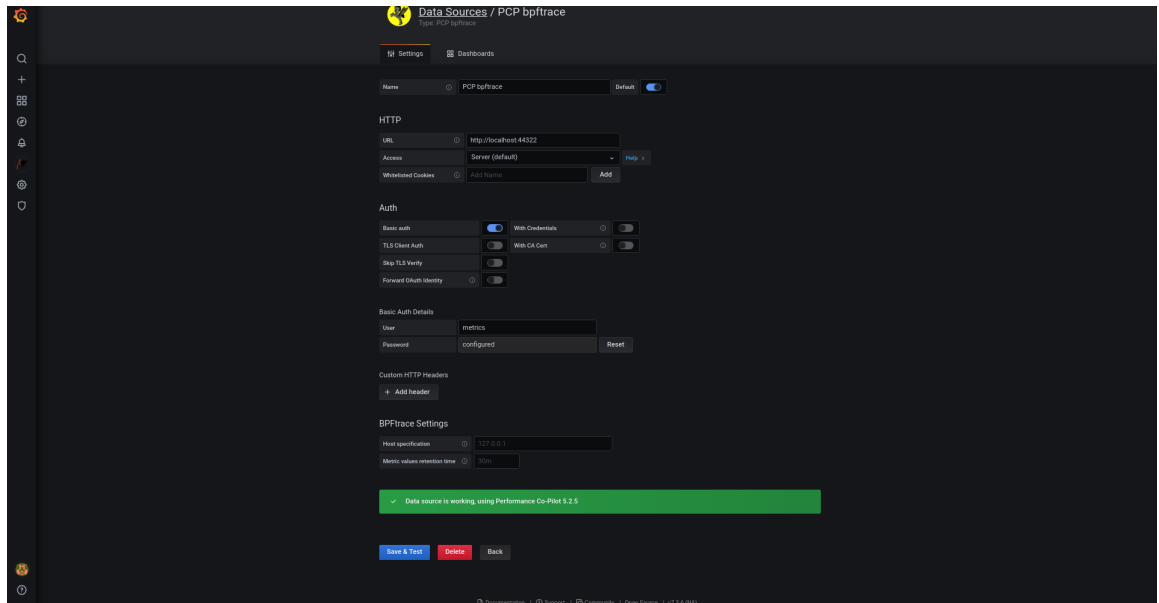 Data Sources / PCP bpftrace
Type: PCP bpftrace
Settings Dashboards
Name PCP bpftrace Default
HTTP
URL http://localhost:44322
Access Server (default) Help >
Whitelisted Cookies Add Name Add
Auth
Basic auth With Credentials
TLS Client Auth With CA Cert
Skip TLS Verify
Forward OAuth Identity
Basic Auth Details
User metrics
Password configured Reset
Custom HTTP Headers
+ Add header
BPFtrace Settings
Host specification 127.0.0.1
Metric values retention time 30m
Data source is working, using Performance Co-Pilot 5.2.5
Save & Test Delete Back
Documentation | Support | Community | Open Source |